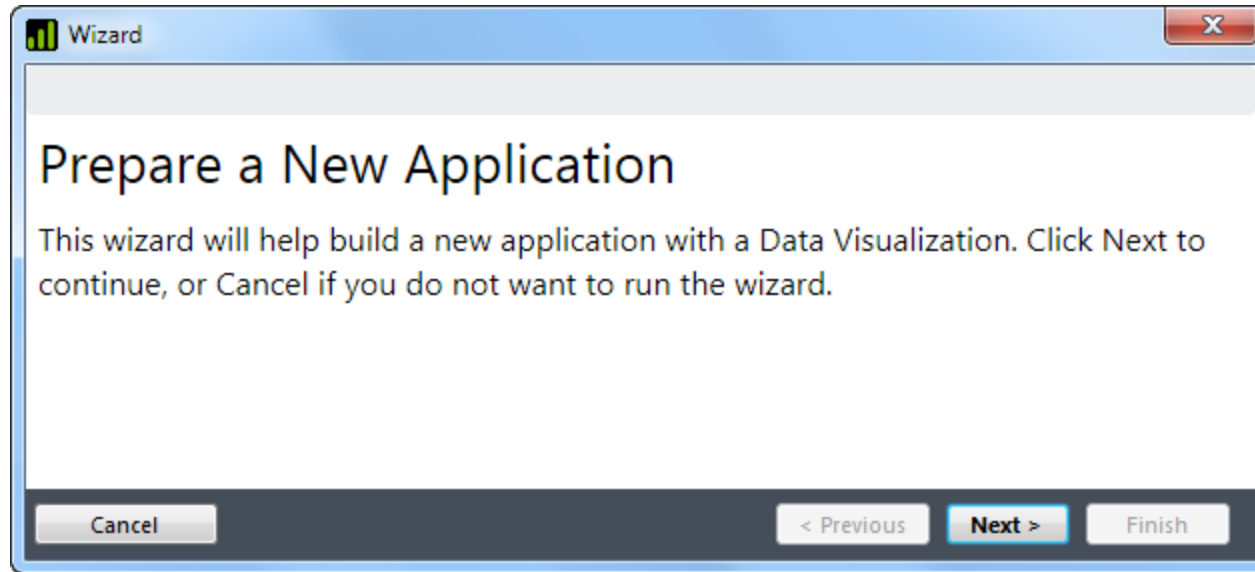 Wizard
Prepare a New Application
This wizard will help build a new application with a Data Visualization. Click Next to
continue, or Cancel if you do not want to run the wizard.
Cancel
< Previous
Next >
Finish